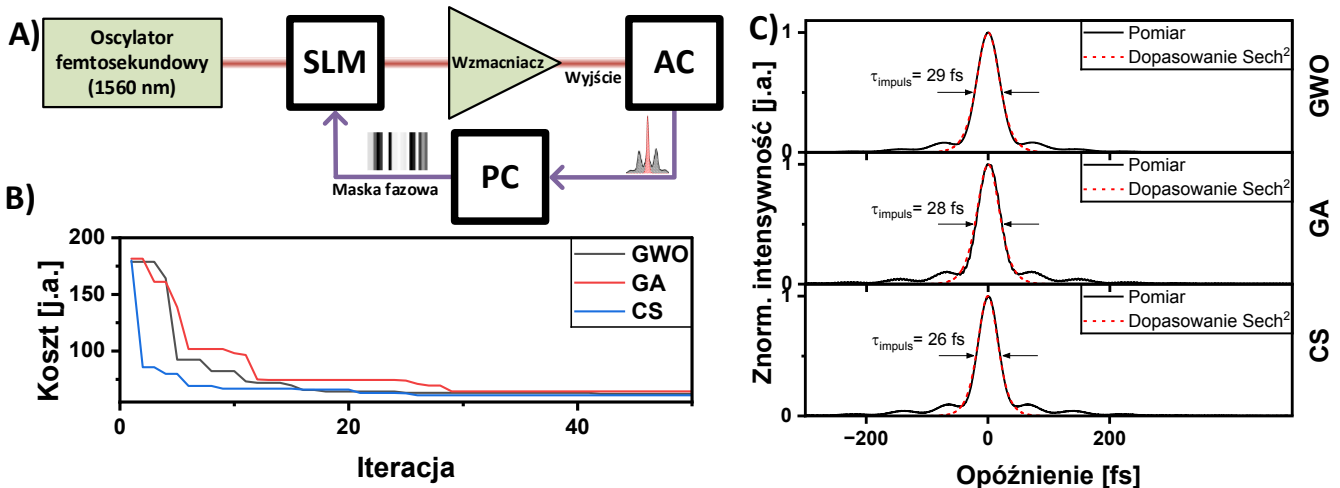 A)
Oscylator
femtosekundowy
(1560 nm)
SLM
Wzmacniacz
Wyjście
AC
Maska fazowa
PC
B)
Koszt [j.a.]
200
150
100
GWO
GA
CS
0
20
40
Iteracja
C)
Znorm. intensywność [j.a.]
1
0
τimpuls= 29 fs
Pomiar
Dopasowanie Sech²
GWO
1
0
τimpuls= 28 fs
Pomiar
Dopasowanie Sech²
GA
1
0
τimpuls= 26 fs
Pomiar
Dopasowanie Sech²
CS
−200
0
200
Opóźnienie [fs]